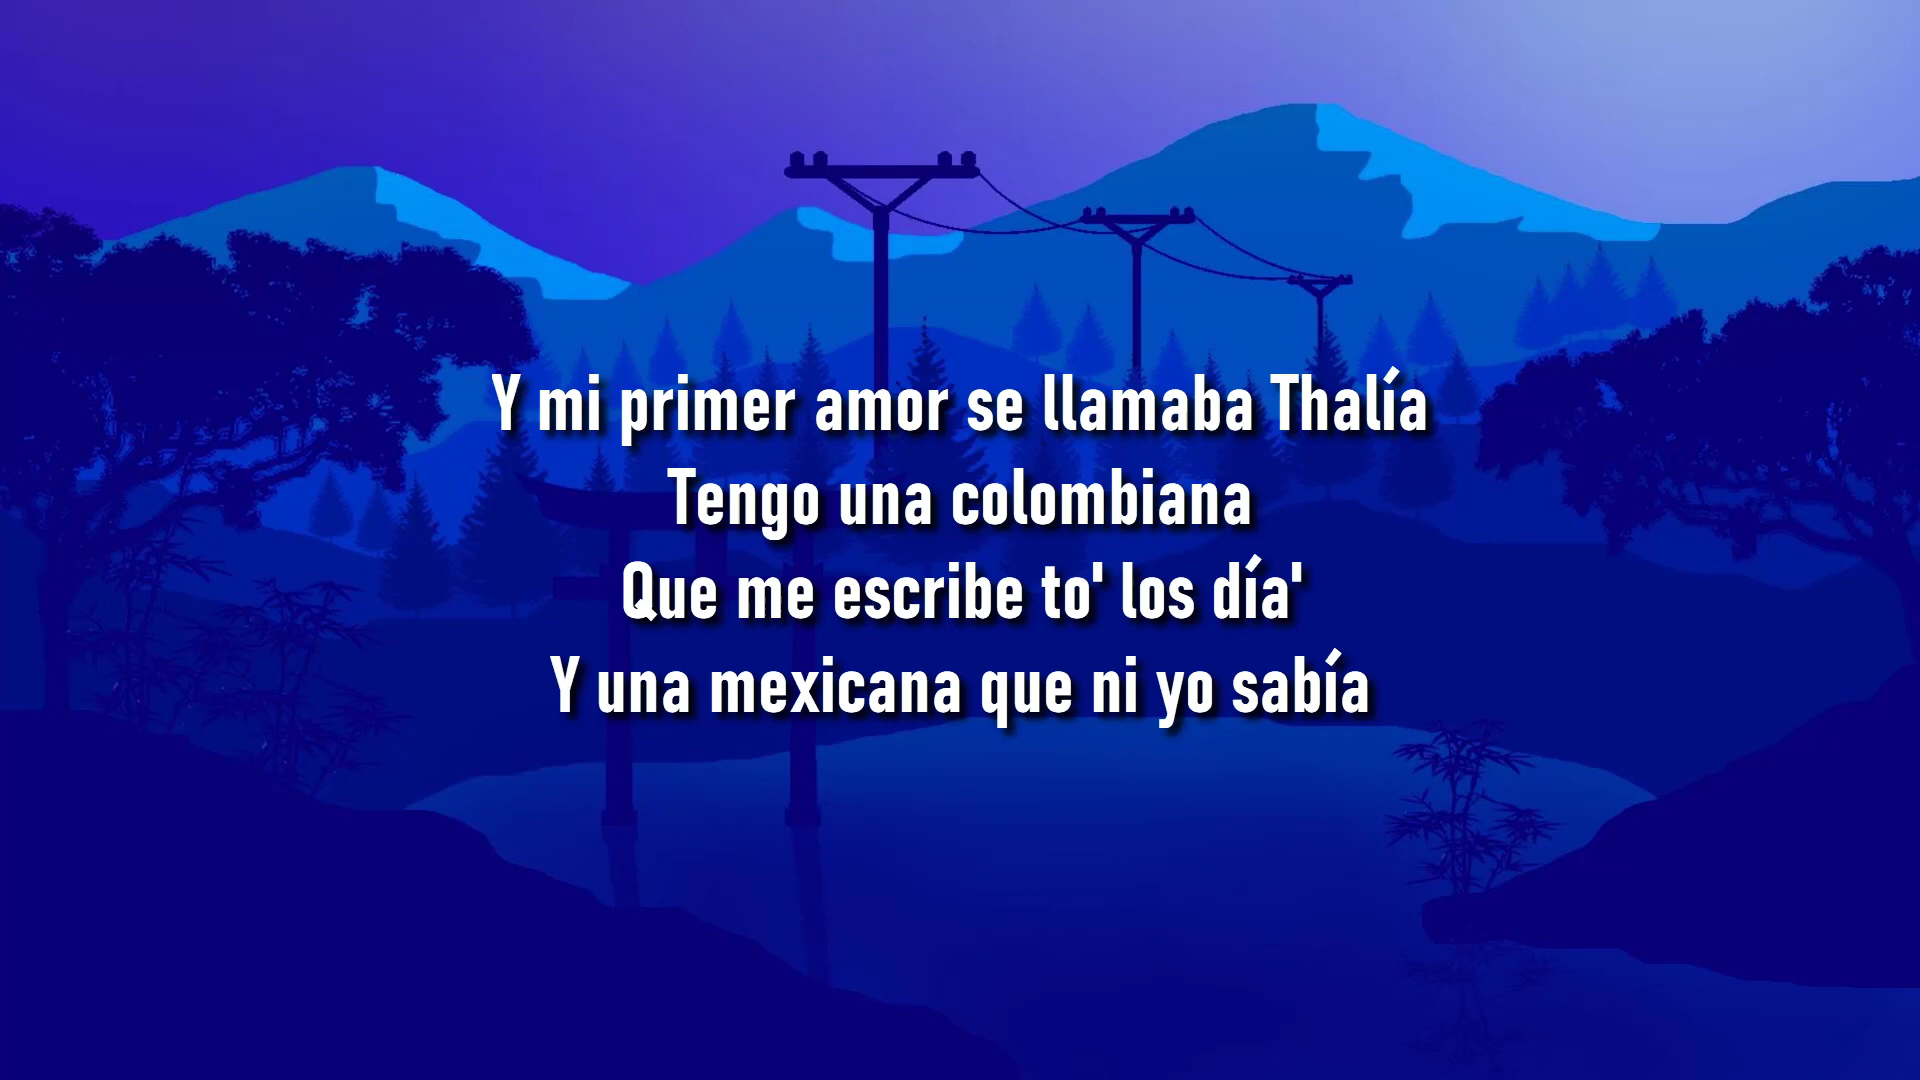 Y mi primer amor se llamaba Thalía
Tengo una colombiana
Que me escribe to' los día'
Y una mexicana que ni yo sabía